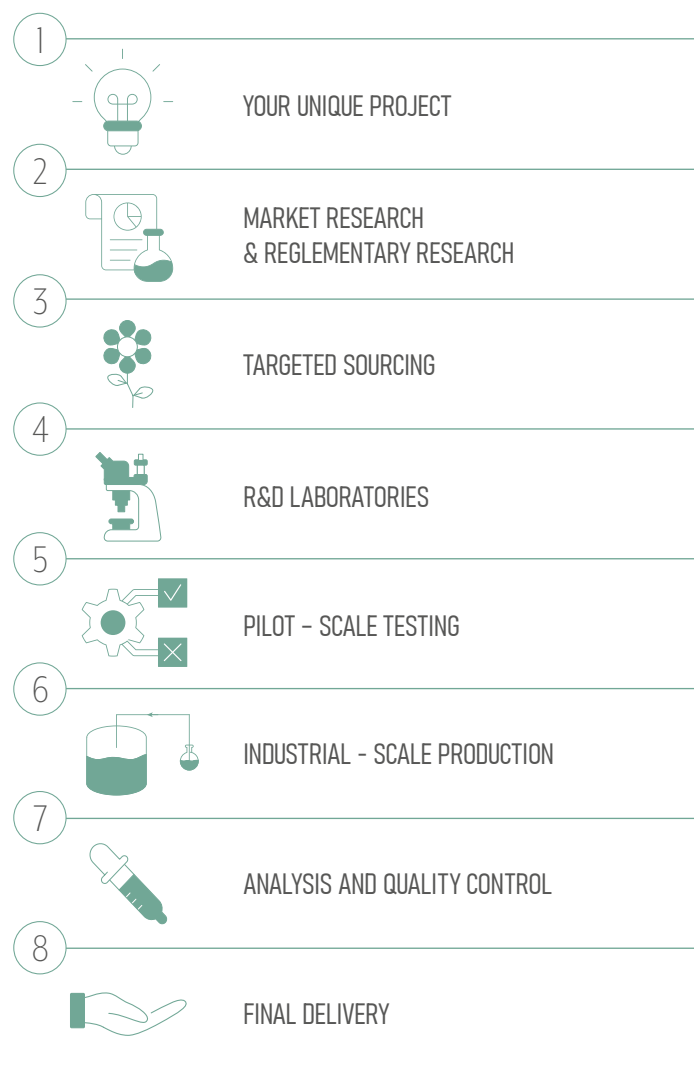 1
YOUR UNIQUE PROJECT
2
MARKET RESEARCH
& REGLEMENTARY RESEARCH
3
TARGETED SOURCING
4
R&D LABORATORIES
5
PILOT – SCALE TESTING
6
INDUSTRIAL - SCALE PRODUCTION
7
ANALYSIS AND QUALITY CONTROL
8
FINAL DELIVERY